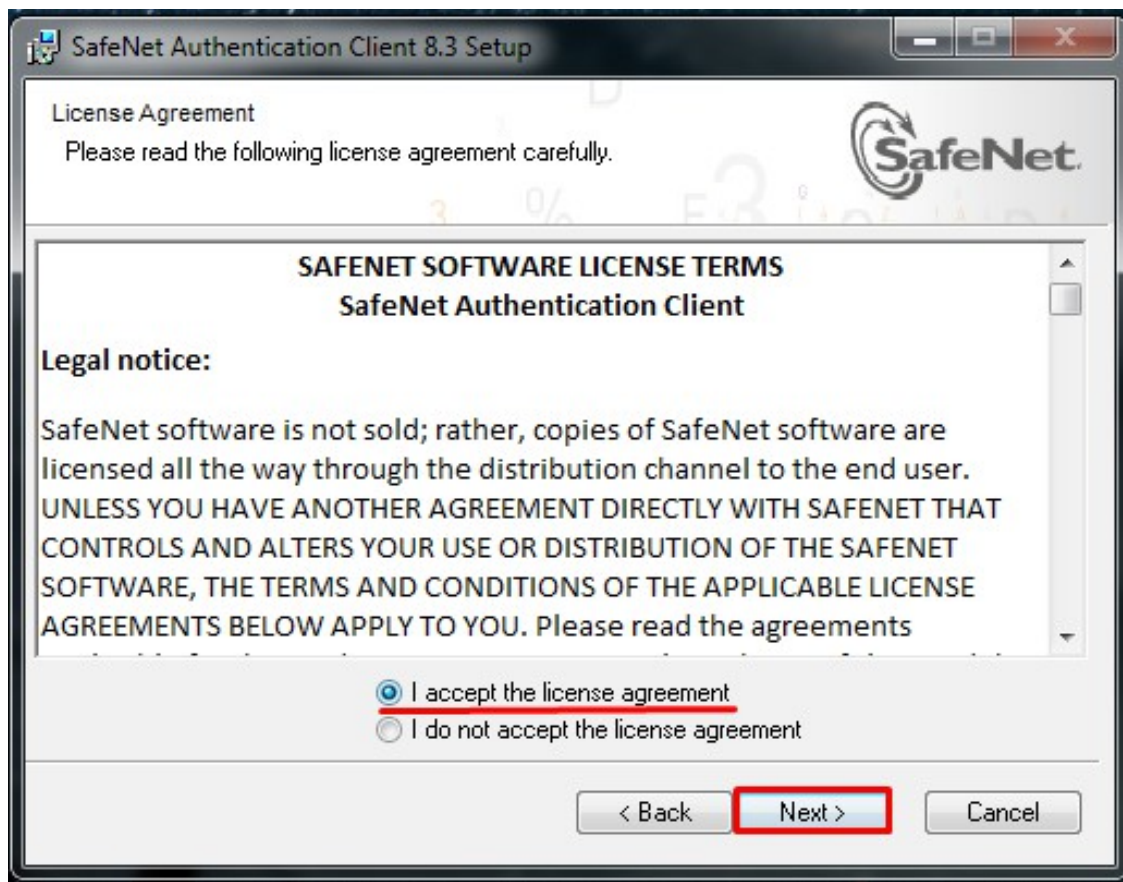 SafeNet Authentication Client 8.3 Setup
License Agreement
Please read the following license agreement carefully.
SafeNet.
SAFENET SOFTWARE LICENSE TERMS
SafeNet Authentication Client
Legal notice:
SafeNet software is not sold; rather, copies of SafeNet software are
licensed all the way through the distribution channel to the end user.
UNLESS YOU HAVE ANOTHER AGREEMENT DIRECTLY WITH SAFENET THAT
CONTROLS AND ALTERS YOUR USE OR DISTRIBUTION OF THE SAFENET
SOFTWARE, THE TERMS AND CONDITIONS OF THE APPLICABLE LICENSE
AGREEMENTS BELOW APPLY TO YOU. Please read the agreements
I accept the license agreement
I do not accept the license agreement
< Back
Next >
Cancel